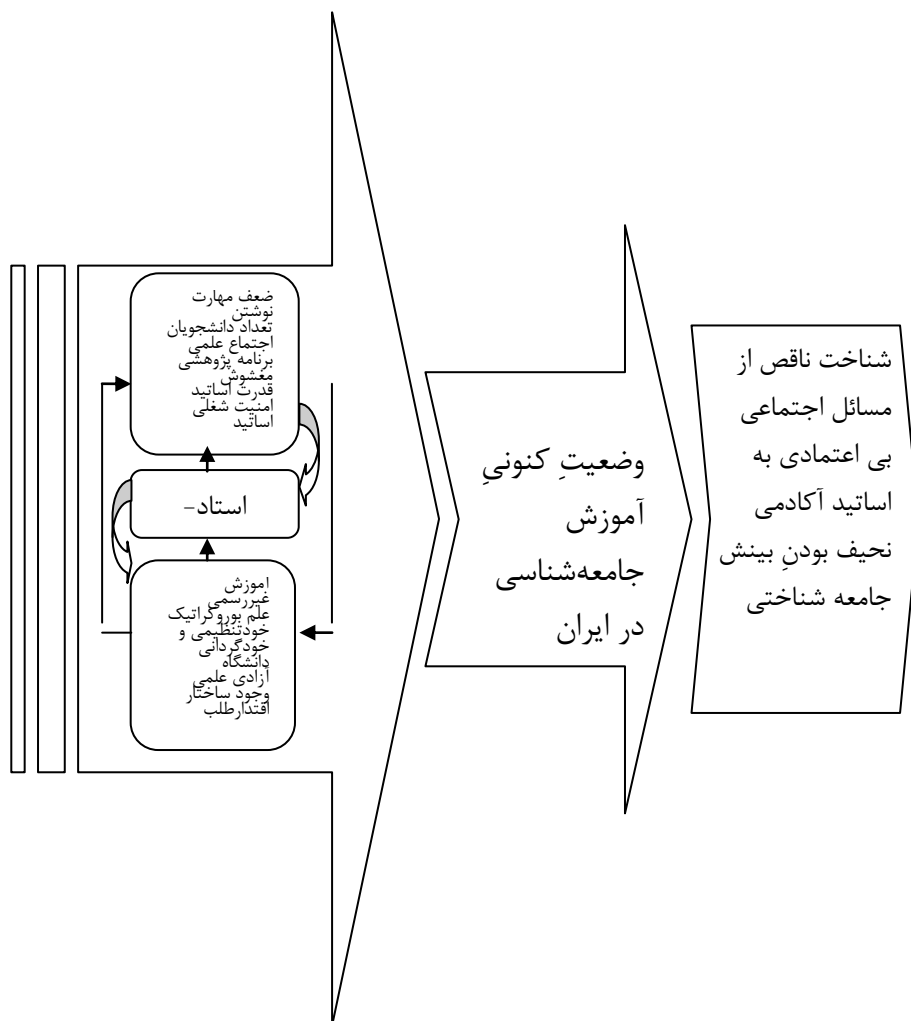 ضعف مهارت
نوشتن
تعداد دانشجویان
اجتماع علمی
برنامه پژوهشی
مغشوش
قدرت اساتید
امنیت شغلی
اساتید
استاد-
اموزش
غیررسمی
علم بوروکراتیک
خودتنظیمی و
خودگردانی
دانشگاه
آزادی علمی
وجود ساختار
اقتدارطلب
وضعیتِ کنونیِ
آموزش
جامعه‌شناسی
در ایران
شناخت ناقص از
مسائل اجتماعی
بی اعتمادی به
اساتید آکادمی
نحیف بودنِ بینش
جامعه شناختی